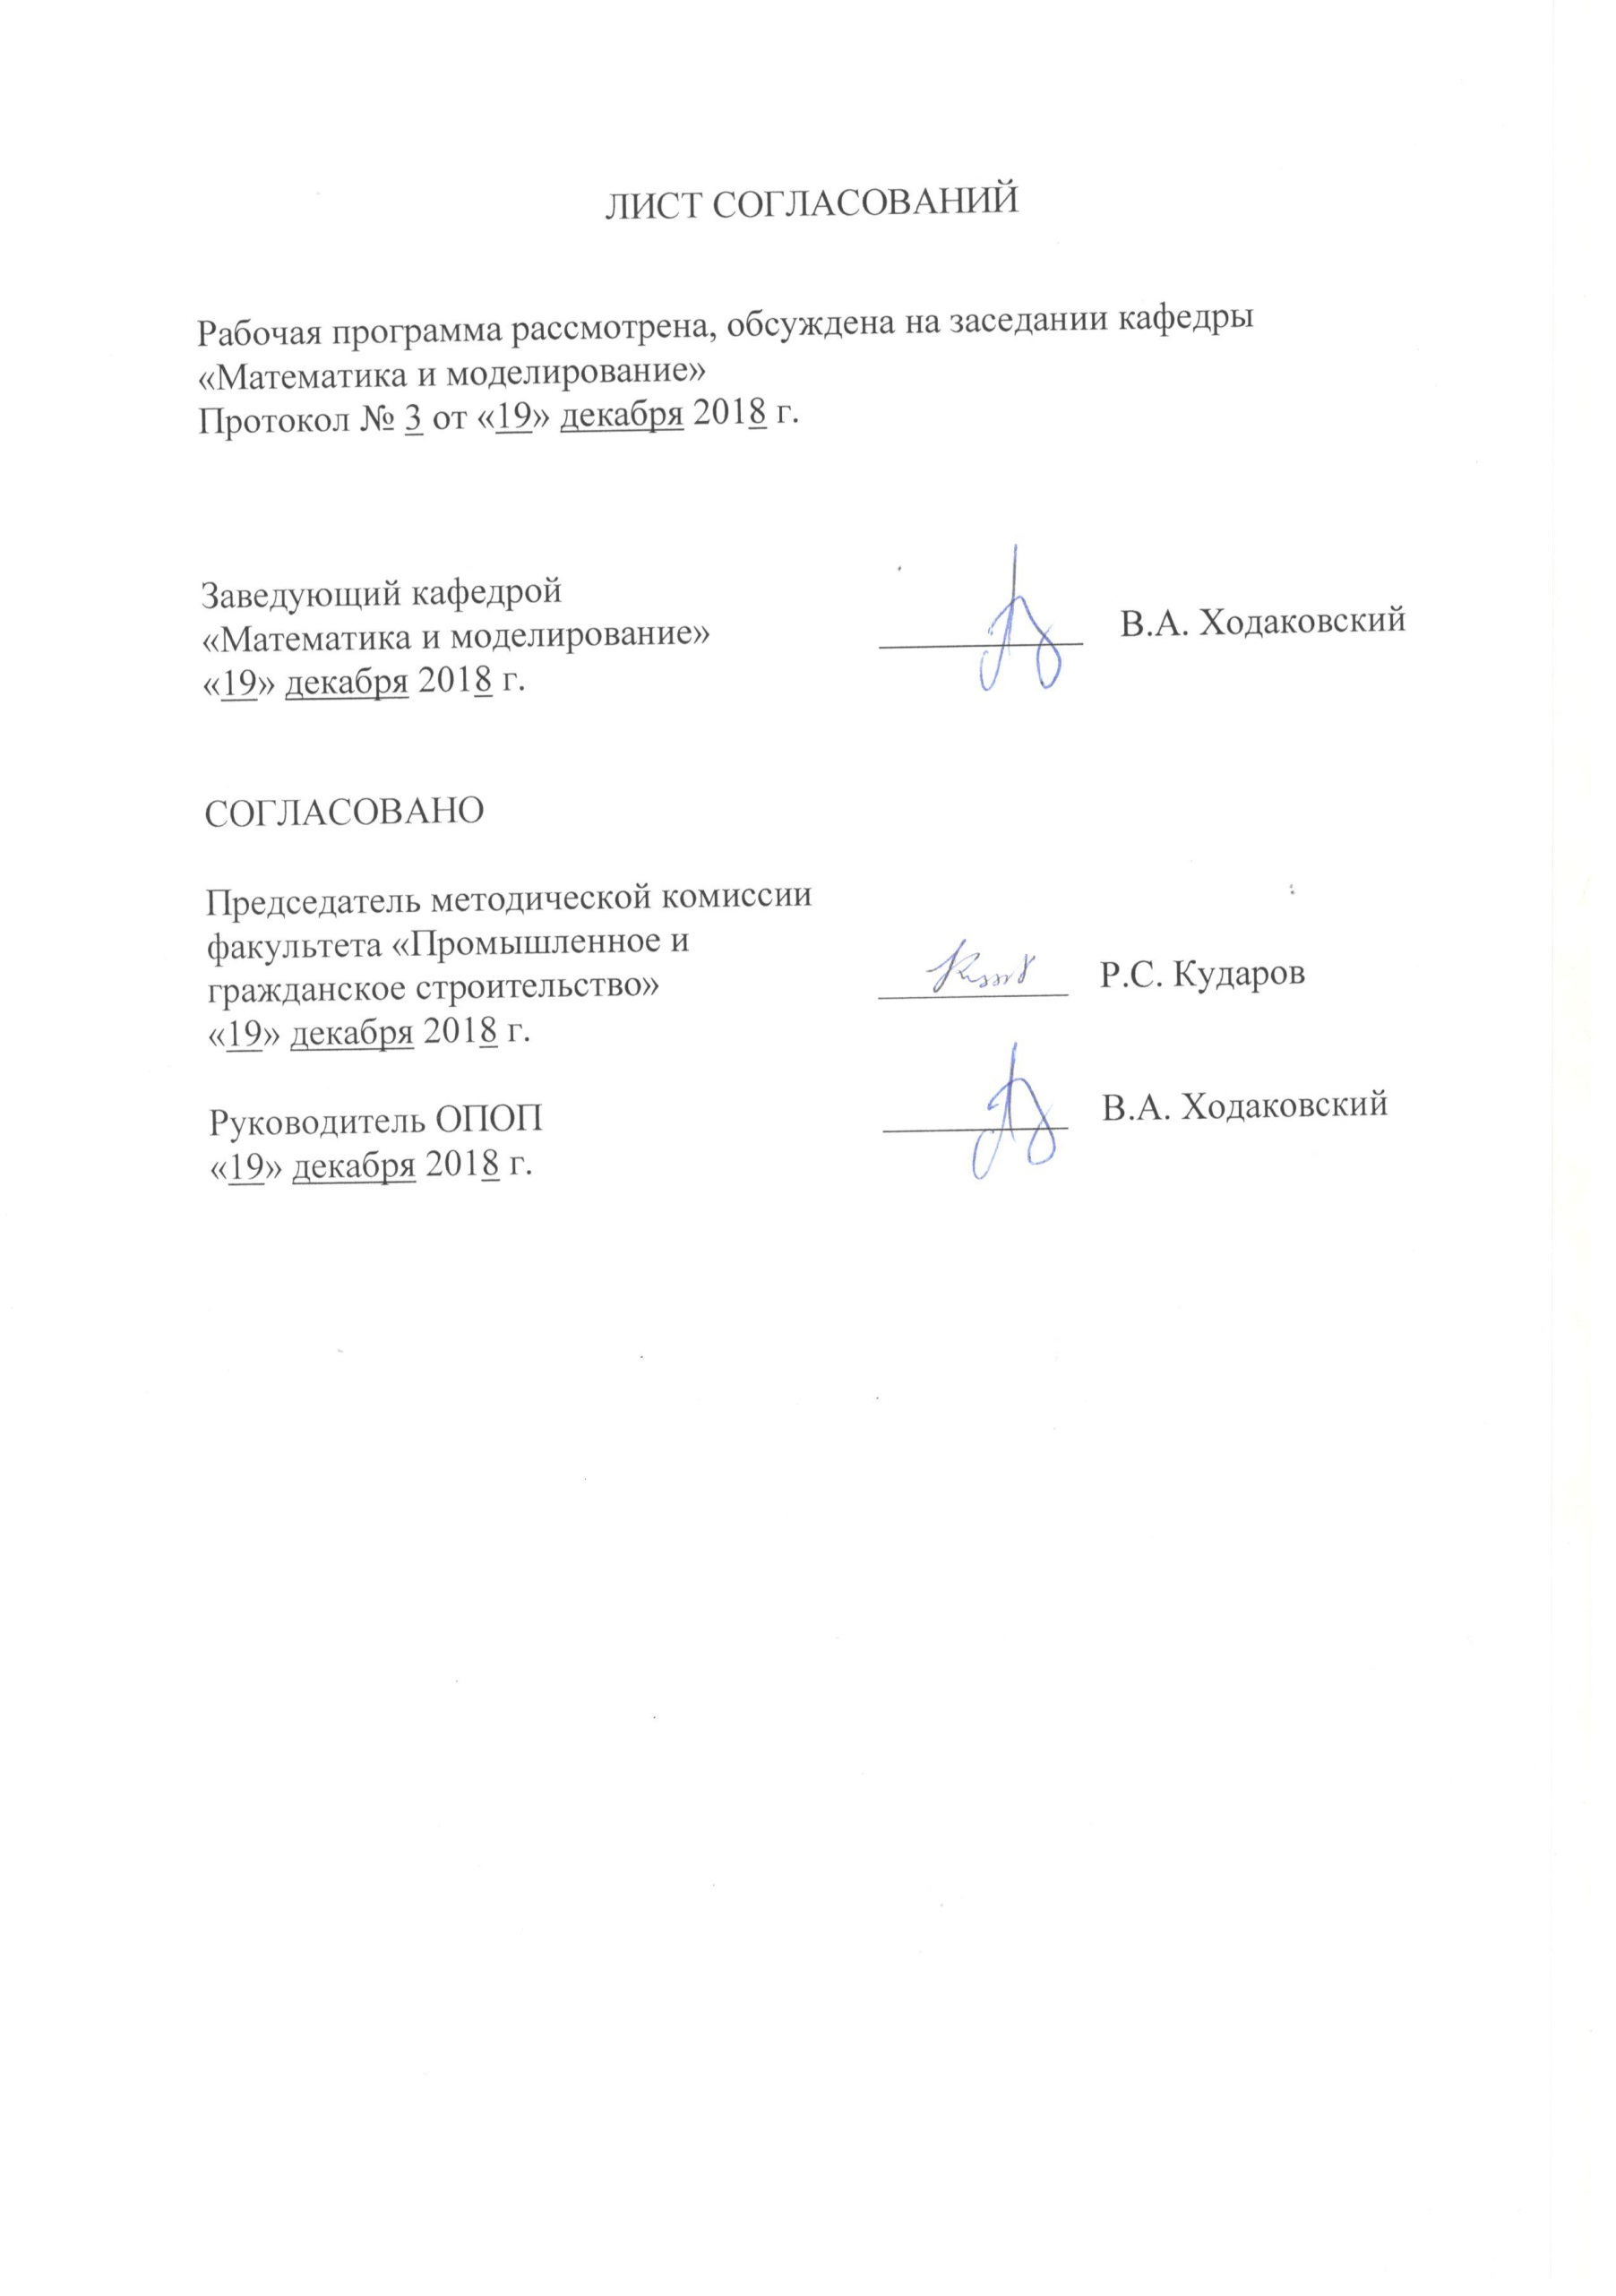 ЛИСТ СОГЛАСОВАНИЙ
Рабочая программа рассмотрена, обсуждена на заседании кафедры
«Математика и моделирование»
Протокол № 3 от «19» декабря 2018 г.
Заведующий кафедрой
«Математика и моделирование» В.А. Ходаковский
«19» декабря 2018 г.
СОГЛАСОВАНО
Председатель методической комиссии
факультета «Промышленное и
гражданское строительство» Р.С. Кударов
«19» декабря 2018 г.
Руководитель ОПОП В.А. Ходаковский
«19» декабря 2018 г.